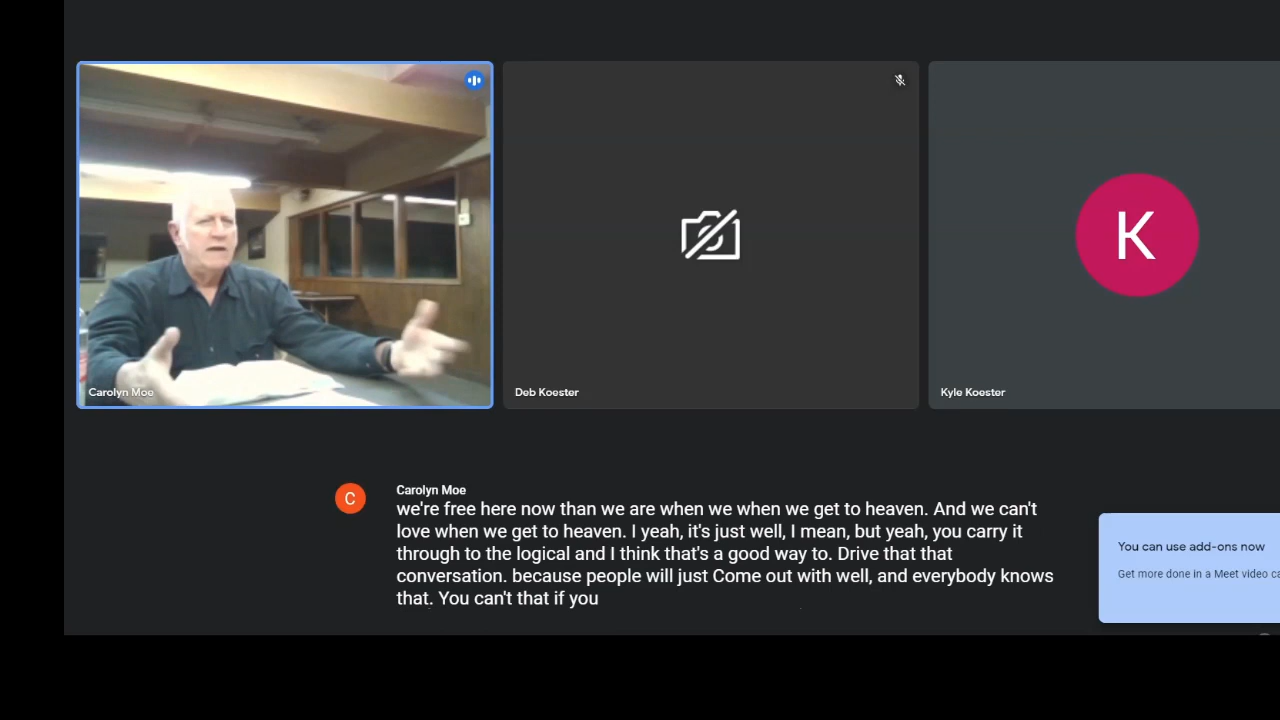 Carolyn Moe
Deb Koester
K
Kyle Koester
C
Carolyn Moe
we're free here now than we are when we when we get to heaven. And we can't
love when we get to heaven. I yeah, it's just well, I mean, but yeah, you carry it
through to the logical and I think that's a good way to. Drive that that
conversation. because people will just Come out with well, and everybody knows
that. You can't that if you
You can use add-ons now
Get more done in a Meet video ca